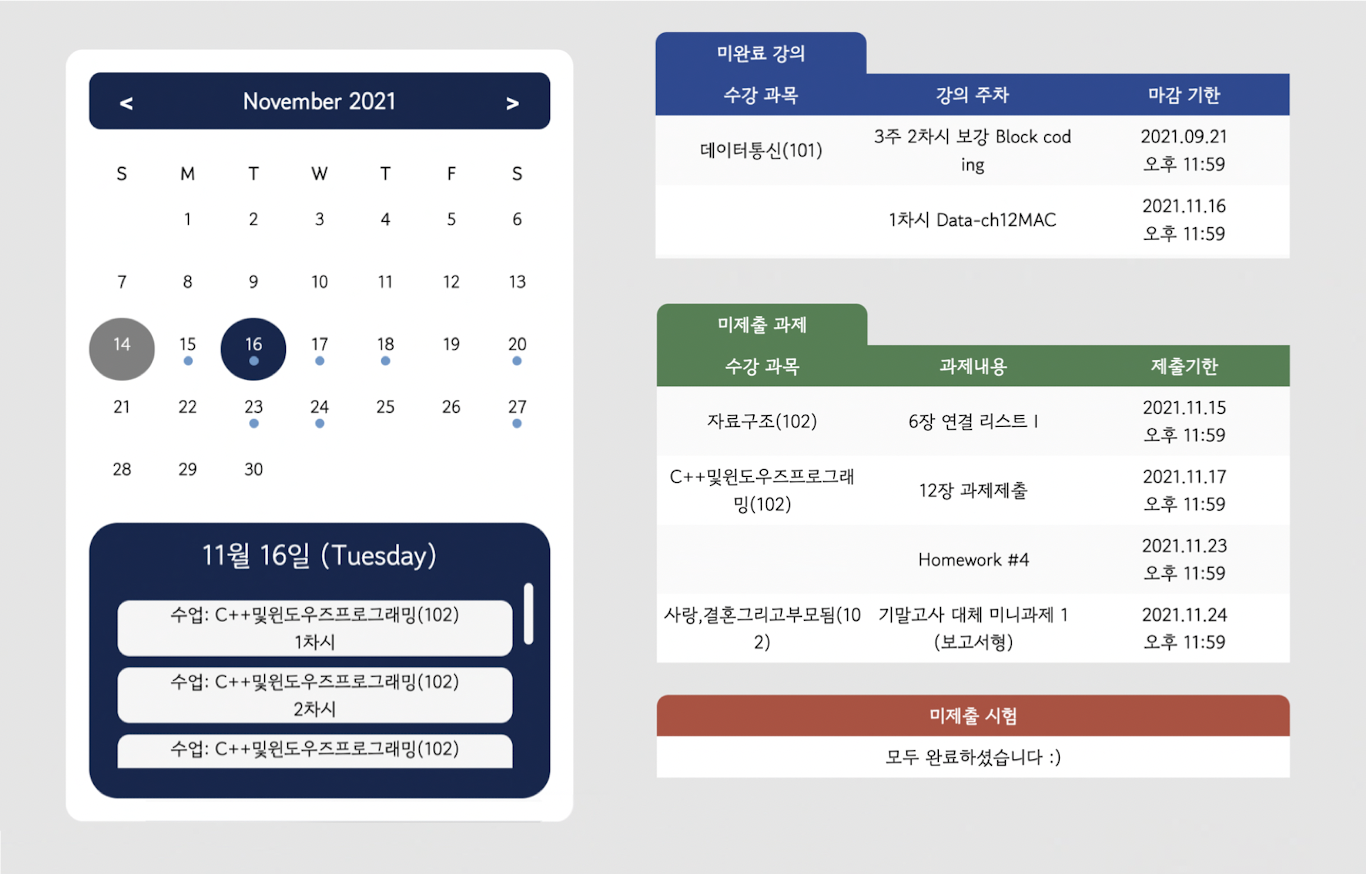 < November 2021 >
S M T W T F S
1 2 3 4 5 6
7 8 9 10 11 12 13
14 15 16 17 18 19 20
21 22 23 24 25 26 27
28 29 30
11월 16일 (Tuesday)
수업: C++및윈도우즈프로그래밍(102)
1차시
수업: C++및윈도우즈프로그래밍(102)
2차시
수업: C++및윈도우즈프로그래밍(102)
미완료 강의
수강 과목 강의 주차 마감 기한
데이터통신(101) 3주 2차시 보강 Block cod
ing 2021.09.21
오후 11:59
1차시 Data-ch12MAC 2021.11.16
오후 11:59
미제출 과제
수강 과목 과제내용 제출기한
자료구조(102) 6장 연결 리스트 I 2021.11.15
오후 11:59
C++및윈도우즈프로그래
밍(102) 12장 과제제출 2021.11.17
오후 11:59
Homework #4 2021.11.23
오후 11:59
사랑,결혼그리고부모됨(10
2) 기말고사 대체 미니과제 1
(보고서형) 2021.11.24
오후 11:59
미제출 시험
모두 완료하셨습니다 :)